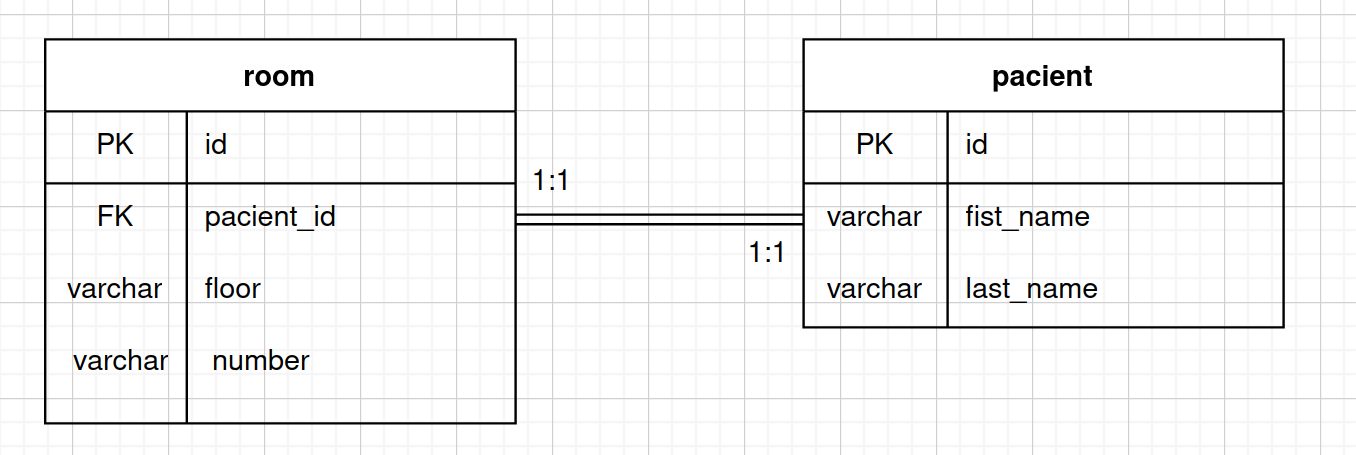 room
PK id
FK pacient_id
varchar floor
varchar number
1:1
1:1
pacient
PK id
varchar fist_name
varchar last_name